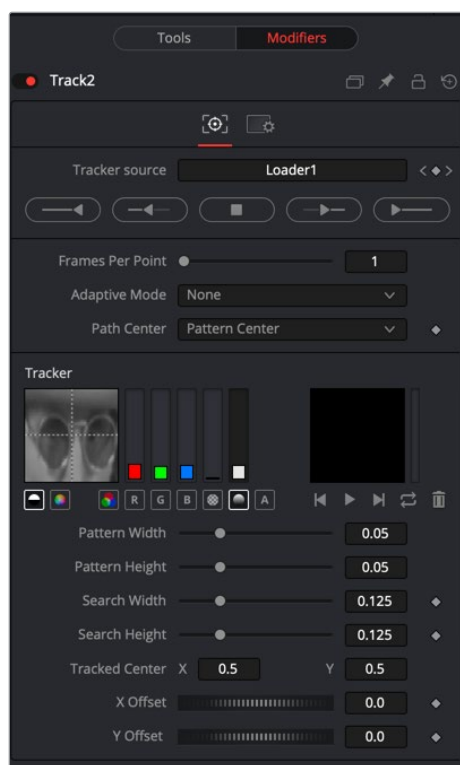 Tools Modifiers
Track2
Tracker source Loader1
Frames Per Point 1
Adaptive Mode None
Path Center Pattern Center
Tracker
R G B A
Pattern Width 0.05
Pattern Height 0.05
Search Width 0.125
Search Height 0.125
Tracked Center X 0.5 Y 0.5
X Offset 0.0
Y Offset 0.0